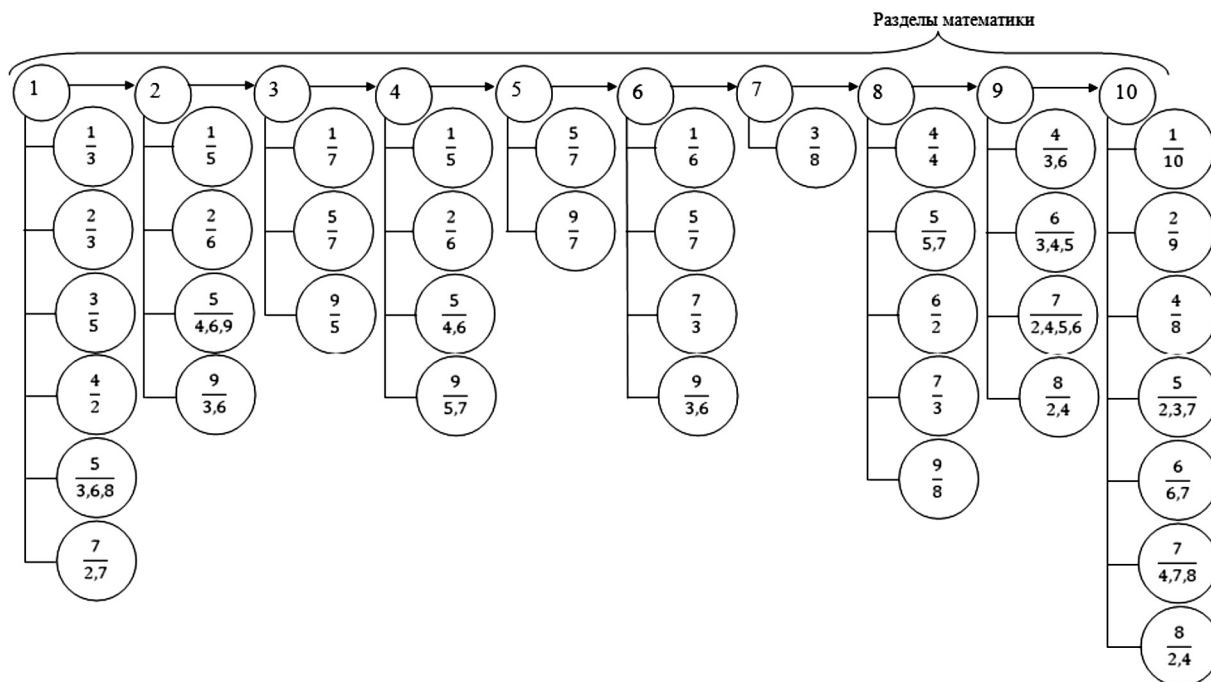 Разделы математики
1 2 3 4 5 6 7 8 9 10
1/3 1/5 1/7 1/5 5/7 1/6 3/8 4/4 4/3,6 1/10
2/3 2/6 5/7 2/6 9/7 5/7 5/5,7 6/3,4,5 2/9
3/5 5/4,6,9 9/5 5/4,6 7/3 6/2 7/2,4,5,6 4/8
4/2 9/3,6 9/5,7 9/3,6 7/3 8/2,4 5/2,3,7
5/3,6,8 9/8 6/6,7
7/2,7 7/4,7,8
8/2,4